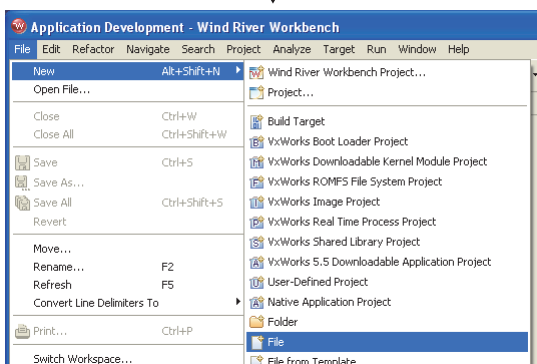 Application Development - Wind River Workbench
File Edit Refactor Navigate Search Project Analyze Target Run Window Help
New Alt+Shift+N
Open File...
Close Ctrl+W
Close All Ctrl+Shift+W
Save Ctrl+S
Save As...
Save All Ctrl+Shift+S
Revert
Move...
Rename... F2
Refresh F5
Convert Line Delimiters To
Print... Ctrl+P
Switch Workspace...
Wind River Workbench Project...
Project...
Build Target
VxWorks Boot Loader Project
VxWorks Downloadable Kernel Module Project
VxWorks ROMFS File System Project
VxWorks Image Project
VxWorks Real Time Process Project
VxWorks Shared Library Project
VxWorks 5.5 Downloadable Application Project
User-Defined Project
Native Application Project
Folder
File
File from Template